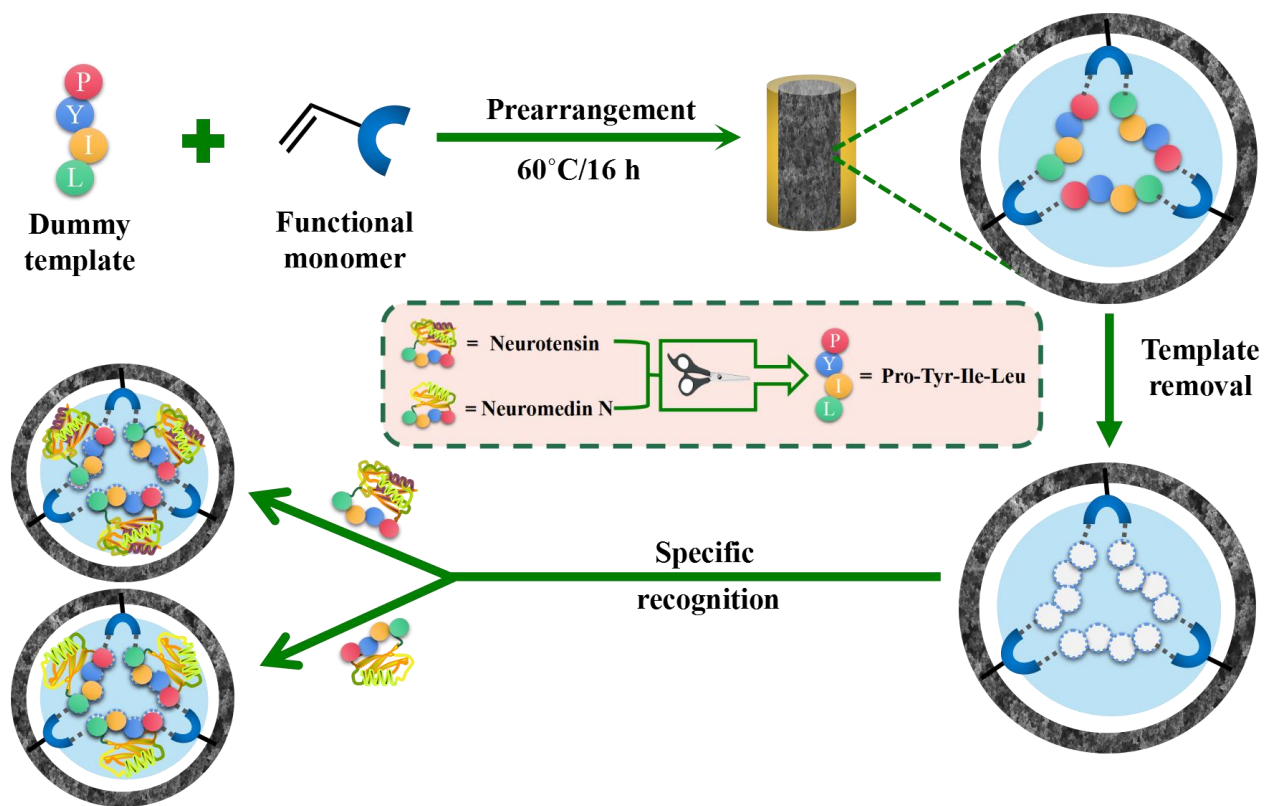 P
Y
I
L
Dummy
template
Functional
monomer
Prearrangement
60°C/16 h
= Neurotensin
= Neuromedin N
P
Y
I
L
= Pro-Tyr-Ile-Leu
Template
removal
Specific
recognition